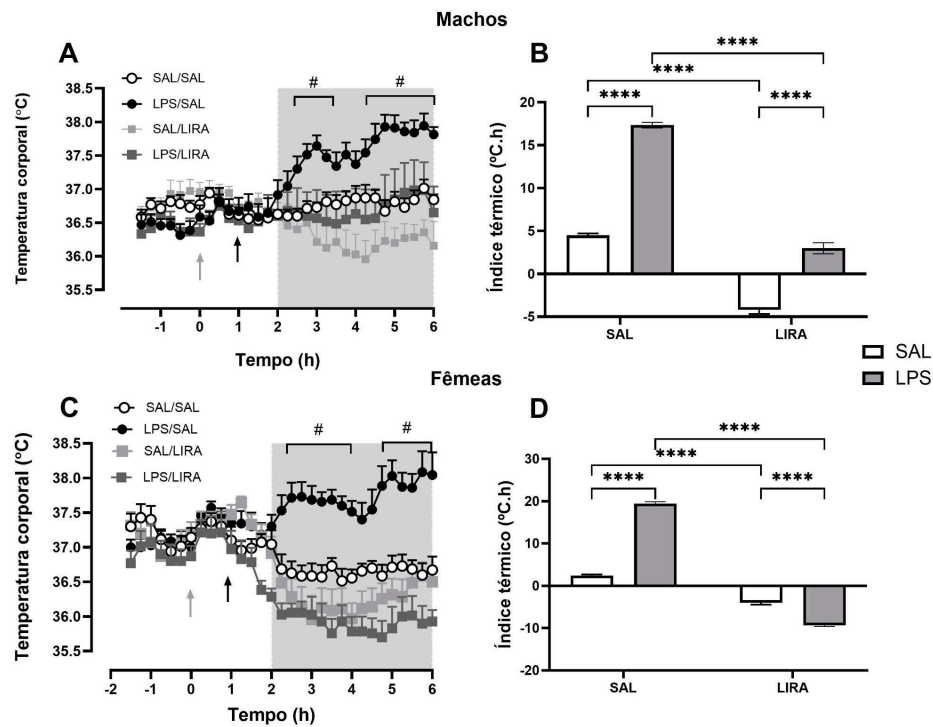 Machos
A
SAL/SAL
LPS/SAL
SAL/LIRA
LPS/LIRA
Temperatura corporal (°C)
38.5
38.0
37.5
37.0
36.5
36.0
35.5
# #
-1 0 1 2 3 4 5 6
Tempo (h)
B
****
****
**** ****
Índice térmico (ºC.h)
20
15
10
5
0
-5
SAL LIRA
SAL
LPS
Fêmeas
C
SAL/SAL
LPS/SAL
SAL/LIRA
LPS/LIRA
Temperatura corporal (°C)
38.5
38.0
37.5
37.0
36.5
36.0
35.5
# #
-2 -1 0 1 2 3 4 5 6
Tempo (h)
D
****
****
**** ****
Índice térmico (ºC.h)
30
20
10
0
-10
-20
SAL LIRA